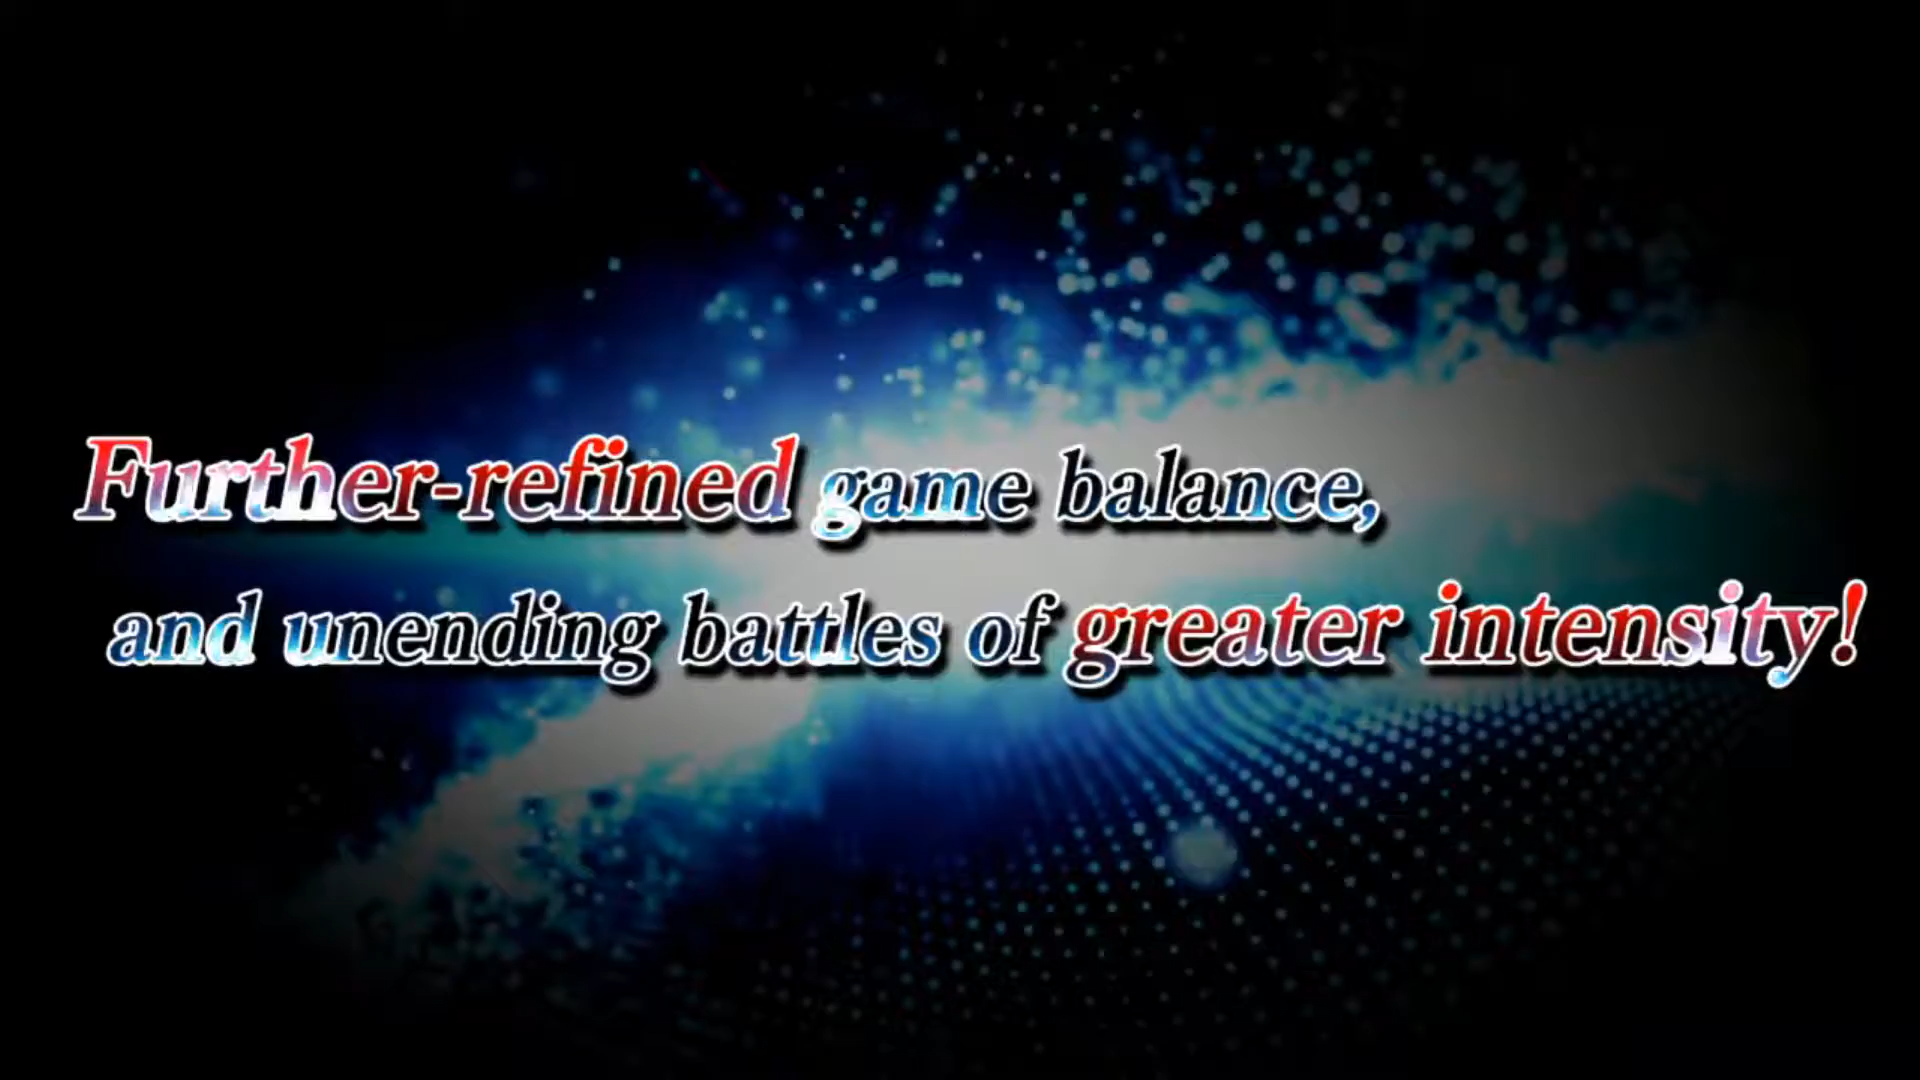 Further-refined game balance,
and unending battles of greater intensity!